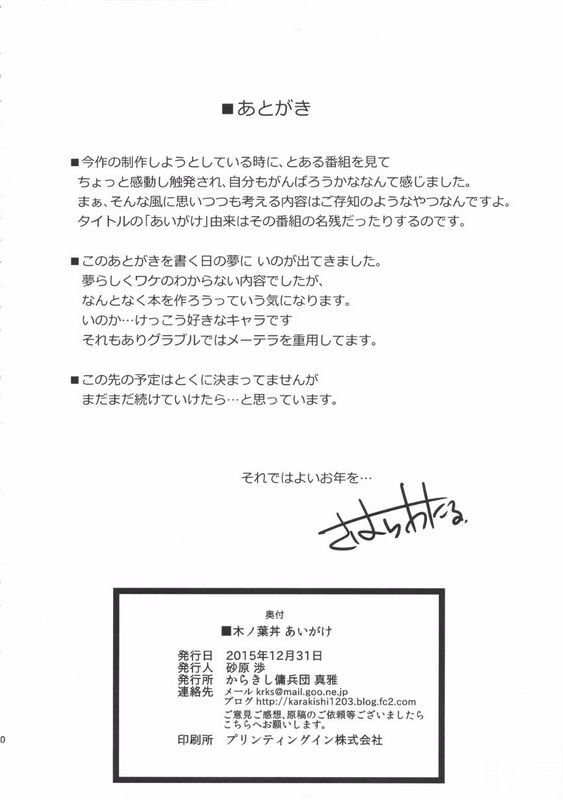 ■あとがき
■今作の制作しようとしている時に、とある番組を見て
ちょっと感動し触発され、自分もがんばろうかななんて感じました。
まぁ、そんな風に思いつつも考える内容はご存知のようなやつなんですよ。
タイトルの「あいがけ」由来はその番組の名残だったりするのです。
■このあとがきを書く日の夢に いのが出てきました。
夢らしくワケのわからない内容でしたが、
なんとなく本を作ろうっていう気になります。
いのか…けっこう好きなキャラです
それもありグラブルではメーテラを重用してます。
■この先の予定はとくに決まってませんが
まだまだ続けていけたら…と思っています。
それではよいお年を…
さはらわたる.
奥付
■木ノ葉丼 あいがけ
発行日 2015年12月31日
発行人 砂原 渉
発行所 からきし傭兵団 真雅
連絡先 メール krks@mail.goo.ne.jp
ブログ http://karakishi1203.blog.fc2.com
ご意見ご感想、原稿のご依頼等ございましたら
こちらへお願いします。
印刷所 プリンティングイン株式会社